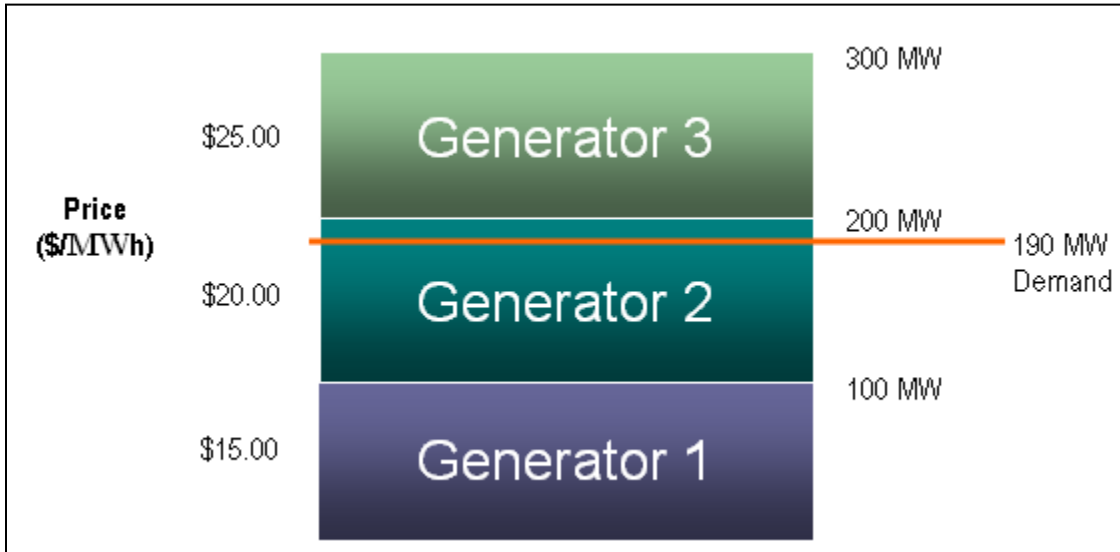 300 MW
$25.00
Generator 3
Price
($/MWh)
200 MW
190 MW
Demand
$20.00
Generator 2
100 MW
$15.00
Generator 1